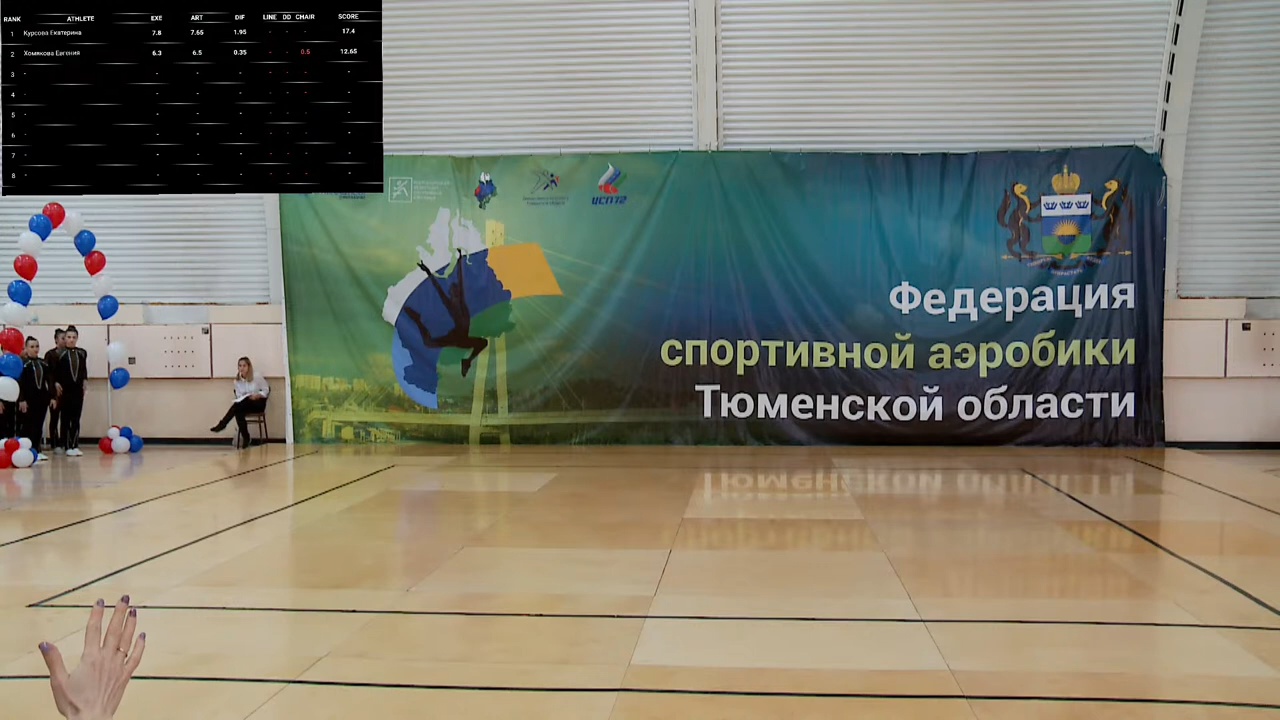 RANK ATHLETE EXE ART DIF LINE DD CHAIR SCORE
1 Курсова Екатерина 7.8 7.65 1.95 - - - 17.4
2 Хомякова Евгения 6.3 6.5 0.35 - - 0.5 12.65
3 - - - - - - - -
4 - - - - - - - -
5 - - - - - - - -
6 - - - - - - - -
7 - - - - - - - -
8 - - - - - - - -
ЦСП72
Федерация
спортивной аэробики
Тюменской области